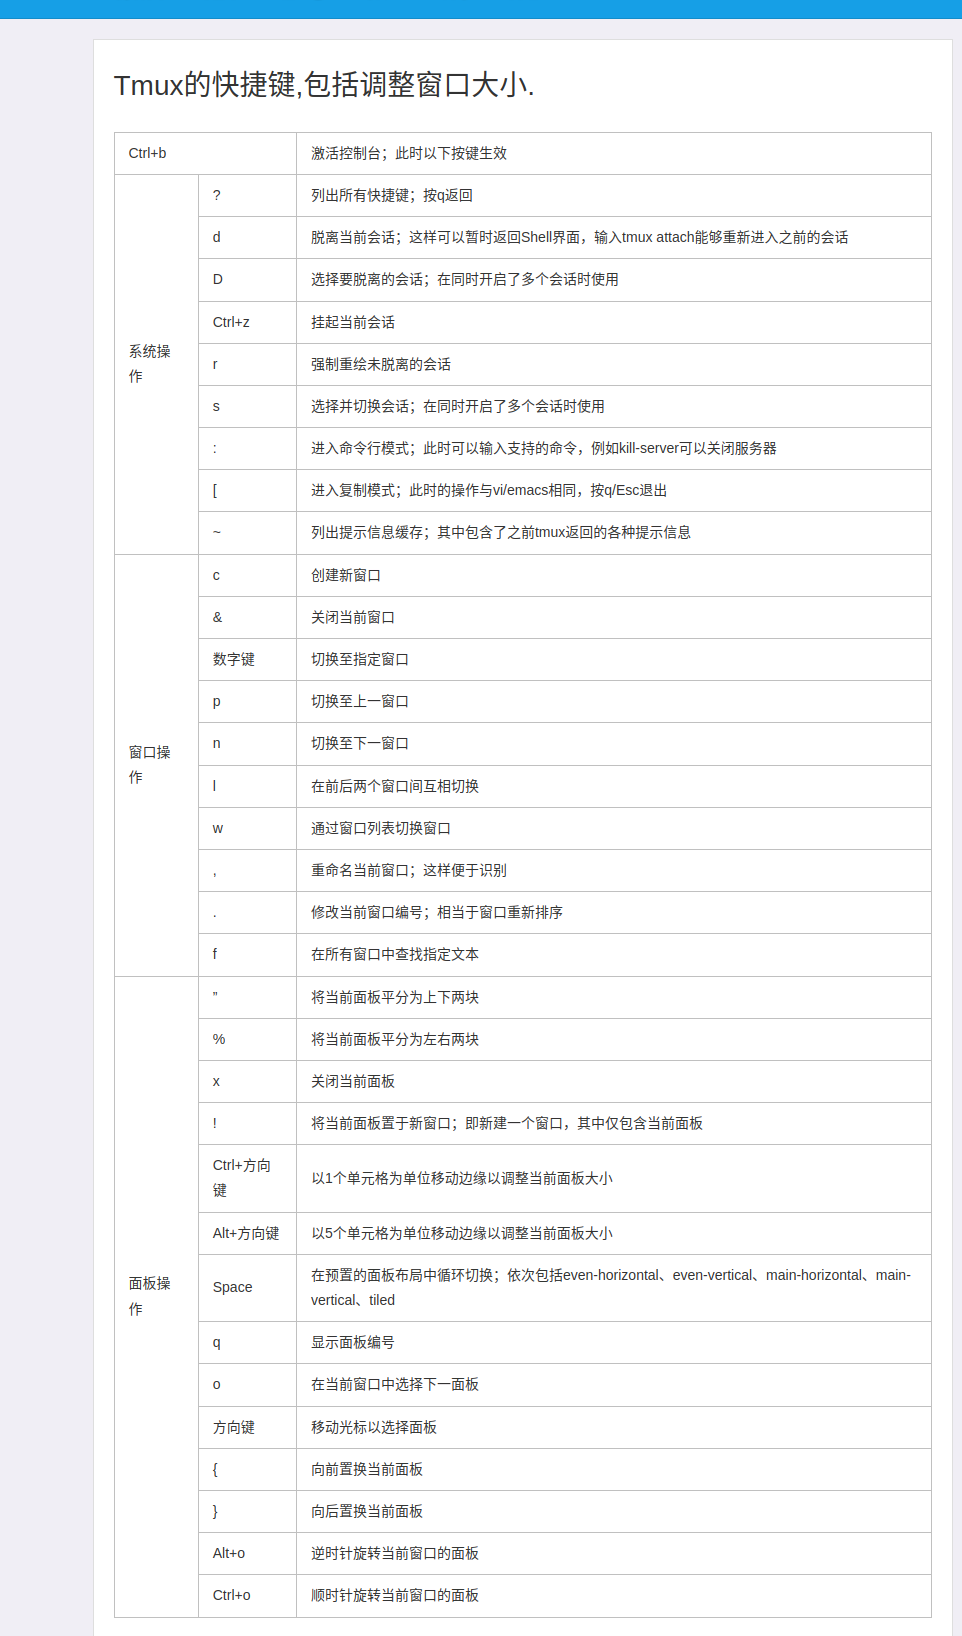 Tmux的快捷键,包括调整窗口大小.
Ctrl+b 激活控制台；此时以下按键生效
系统操
作
? 列出所有快捷键；按q返回
d 脱离当前会话；这样可以暂时返回Shell界面，输入tmux attach能够重新进入之前的会话
D 选择要脱离的会话；在同时开启了多个会话时使用
Ctrl+z 挂起当前会话
r 强制重绘未脱离的会话
s 选择并切换会话；在同时开启了多个会话时使用
: 进入命令行模式；此时可以输入支持的命令，例如kill-server可以关闭服务器
[ 进入复制模式；此时的操作与vi/emacs相同，按q/Esc退出
~ 列出提示信息缓存；其中包含了之前tmux返回的各种提示信息
窗口操
作
c 创建新窗口
& 关闭当前窗口
数字键 切换至指定窗口
p 切换至上一窗口
n 切换至下一窗口
l 在前后两个窗口间互相切换
w 通过窗口列表切换窗口
, 重命名当前窗口；这样便于识别
. 修改当前窗口编号；相当于窗口重新排序
f 在所有窗口中查找指定文本
面板操
作
” 将当前面板平分为上下两块
% 将当前面板平分为左右两块
x 关闭当前面板
! 将当前面板置于新窗口；即新建一个窗口，其中仅包含当前面板
Ctrl+方向
键
以1个单元格为单位移动边缘以调整当前面板大小
Alt+方向键 以5个单元格为单位移动边缘以调整当前面板大小
Space
在预置的面板布局中循环切换；依次包括even-horizontal、even-vertical、main-horizontal、main-
vertical、tiled
q 显示面板编号
o 在当前窗口中选择下一面板
方向键 移动光标以选择面板
{ 向前置换当前面板
} 向后置换当前面板
Alt+o 逆时针旋转当前窗口的面板
Ctrl+o 顺时针旋转当前窗口的面板